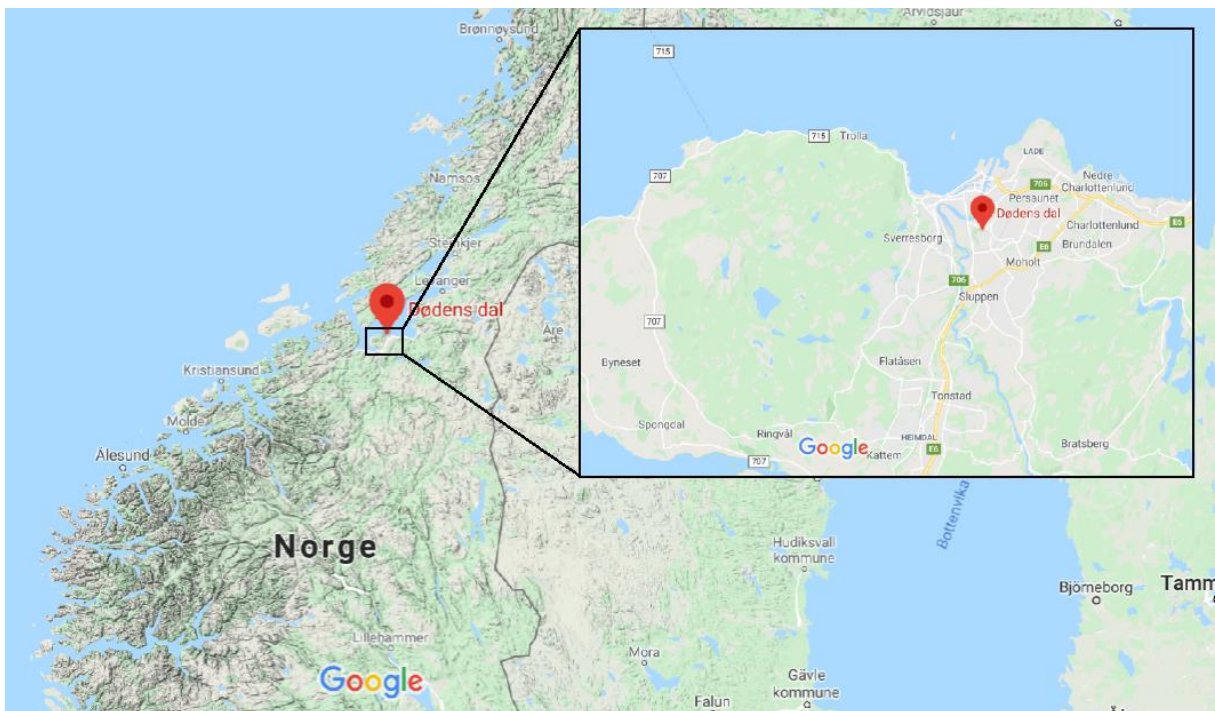 Arvidsjaur
Brønnøysund
715
715
Trolla
LADE
707
Nedre
Charlottenlund
706
Persaunet
Dødens dal
Namsos
Charlottenlund
E6
Sverresborg
Brundalen
Steinkjer
E6
Moholt
Levanger
706
Sluppen
Dødens dal
707
Åre
Byneset
Flatåsen
Kristiansund
Tonstad
Molde
Spongdal
Ringvål
HEIMDAL
Bratsberg
Google
Kattem
E6
Ålesund
707
Bottenvika
Norge
Hudiksvall
kommune
Björneborg
Tamm
Lillehammer
Mora
Google
Gävle
kommune
Falun